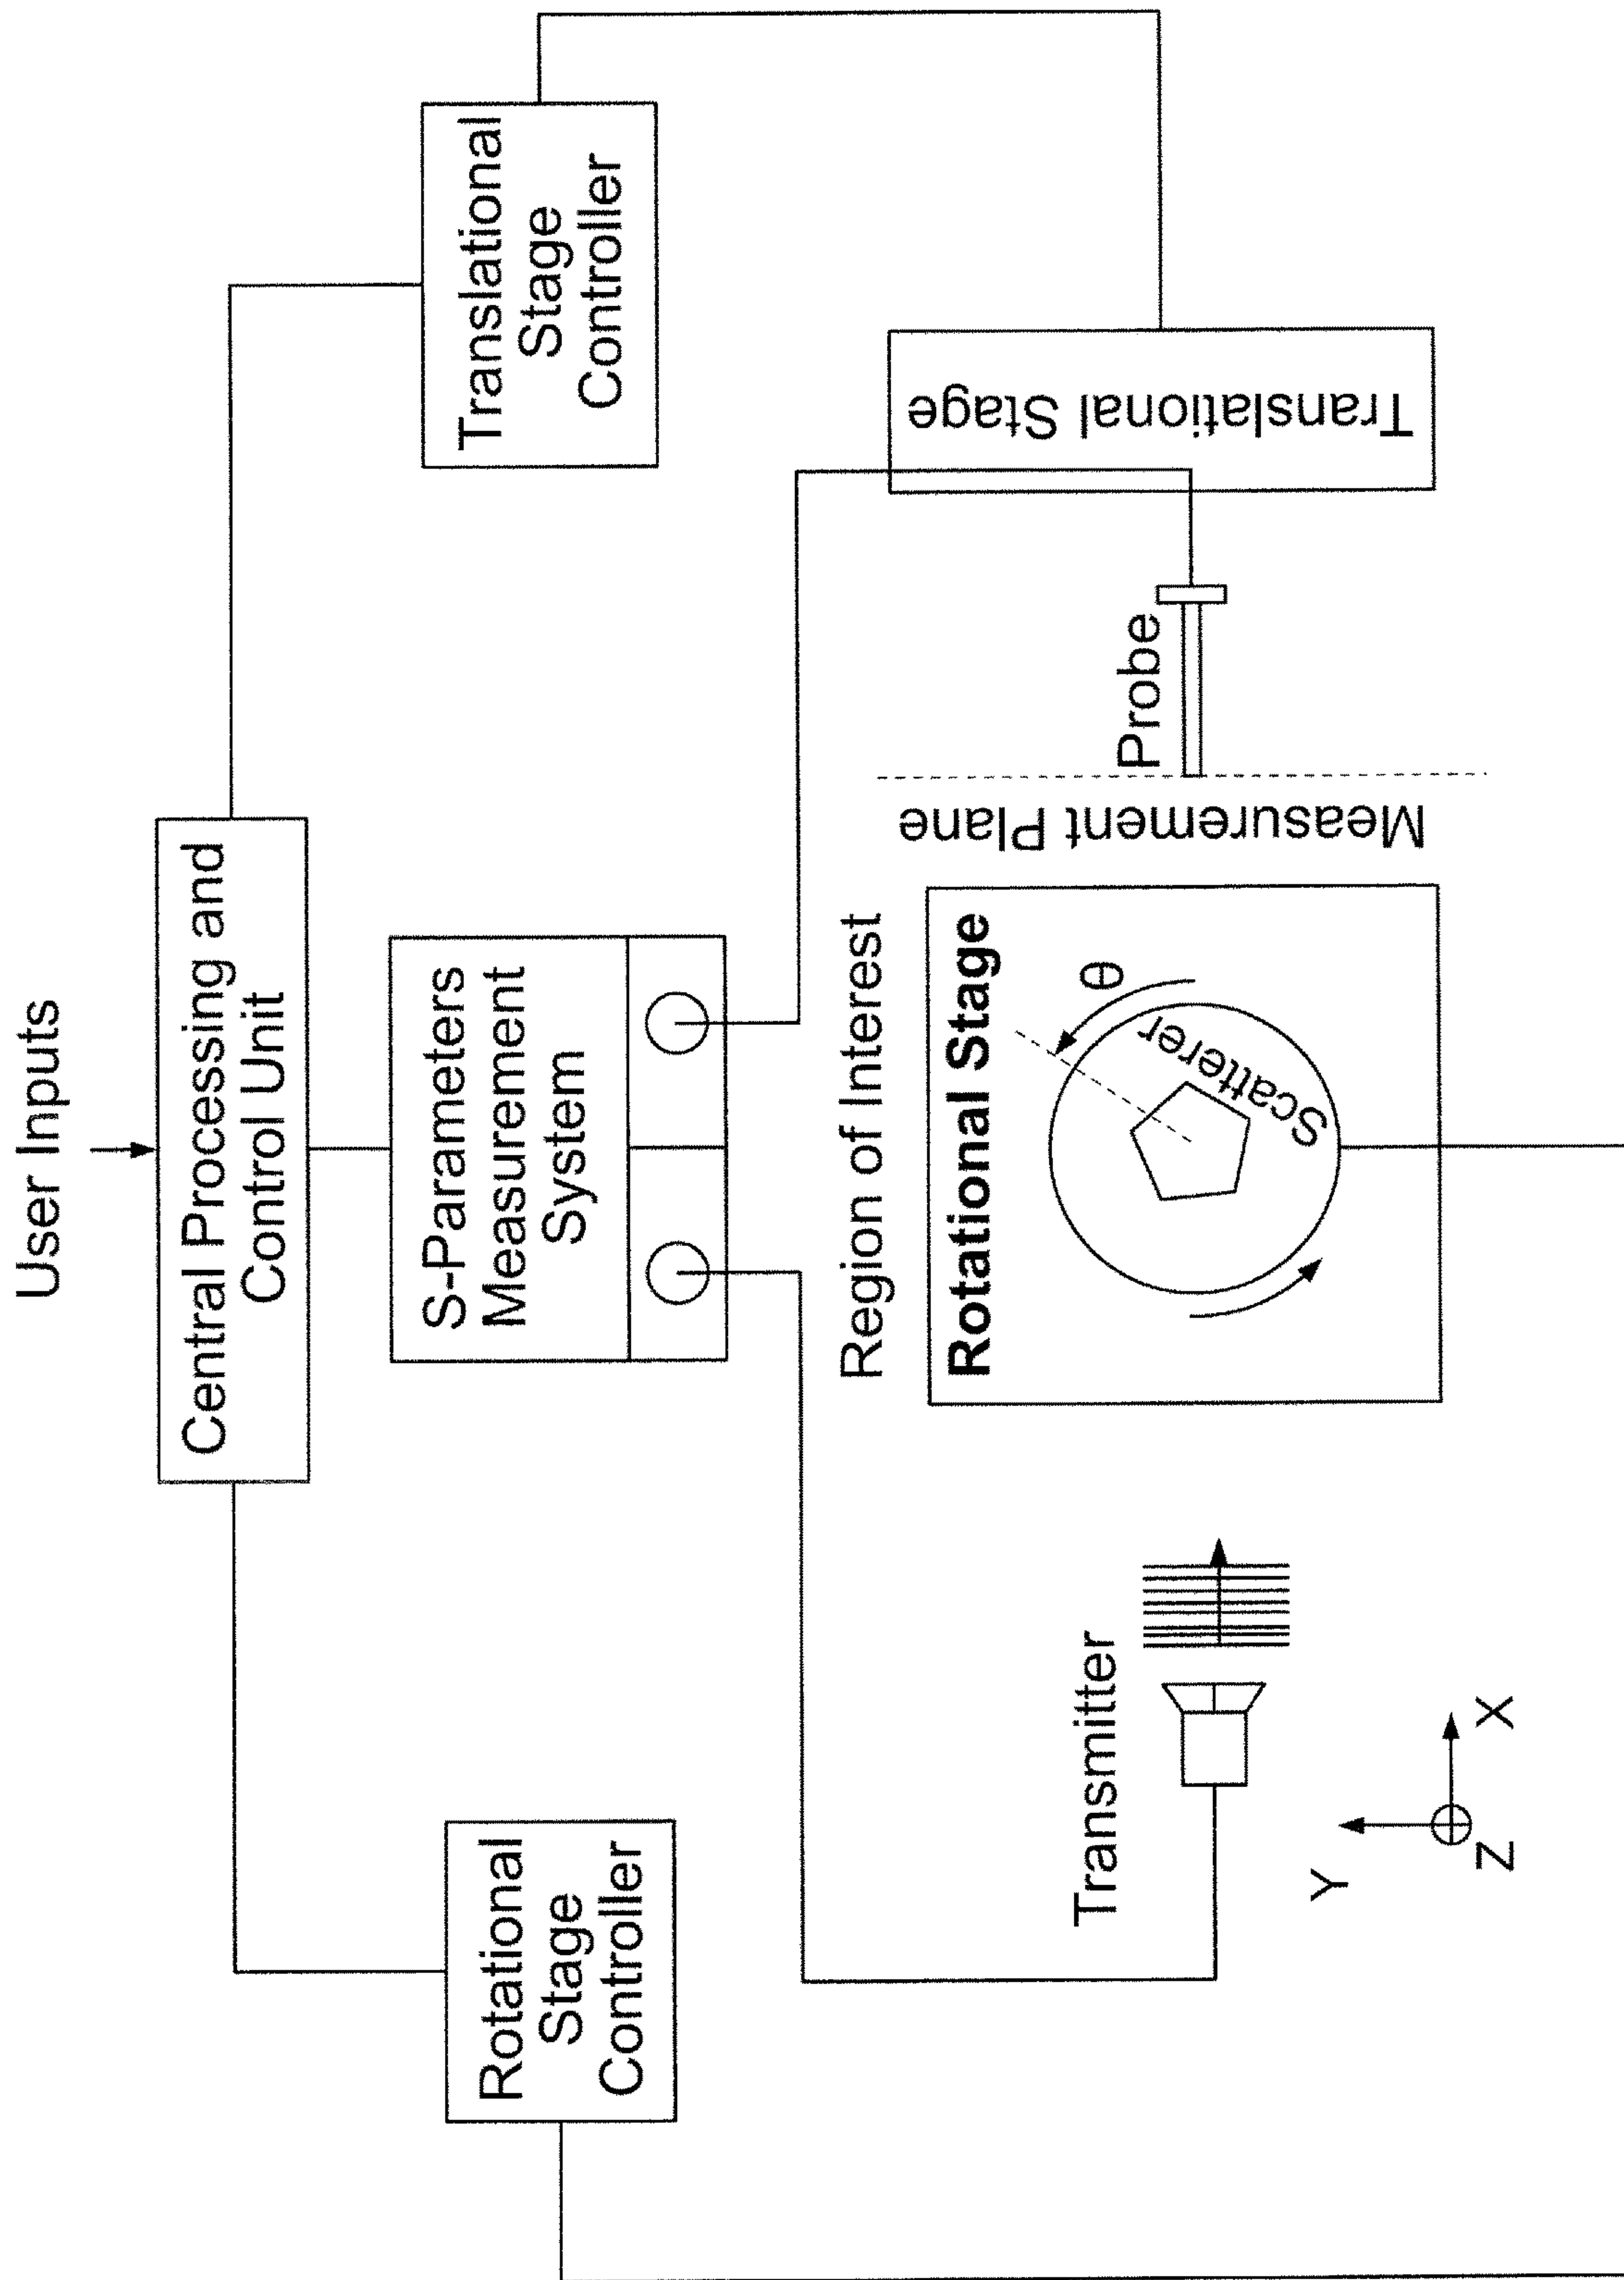 User Inputs
Central Processing and
Control Unit
Rotational
Stage
Controller
S-Parameters
Measurement
System
Translational
Stage
Controller
Region of Interest
Rotational Stage
θ
Scatterer
Transmitter
Measurement Plane
Probe
Translational Stage
Y
Z
X